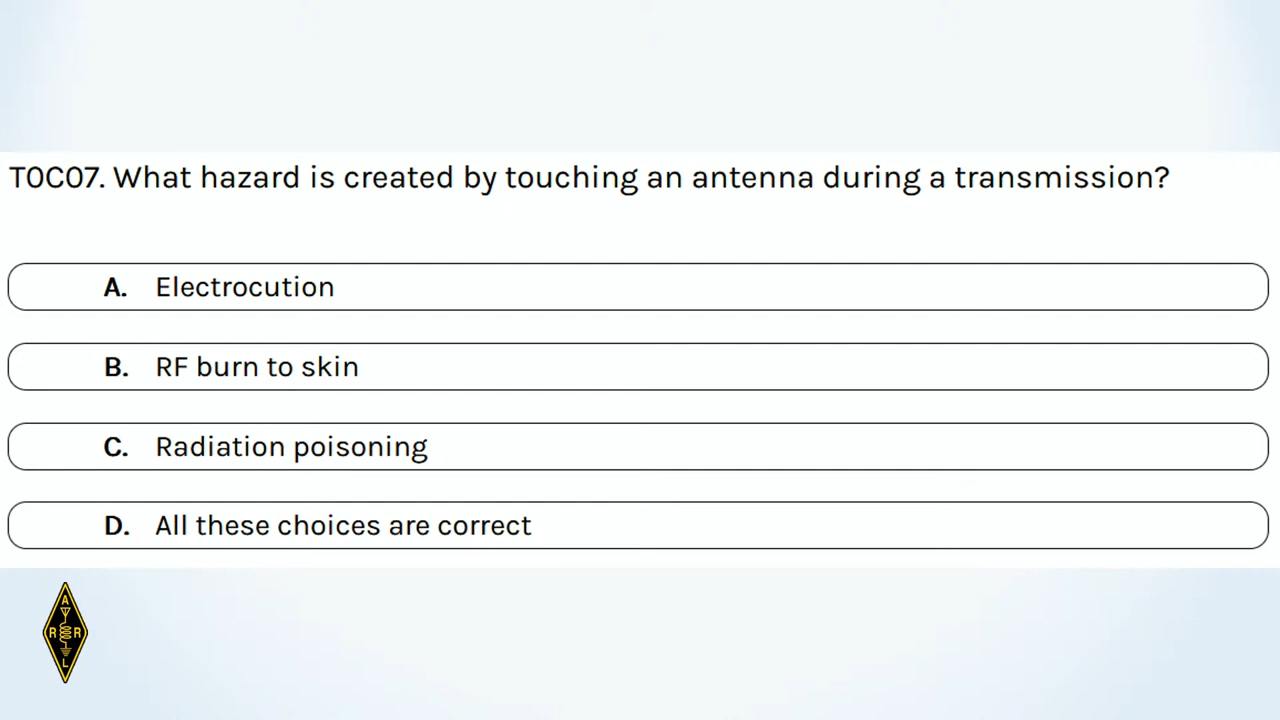 T0C07. What hazard is created by touching an antenna during a transmission?
A. Electrocution
B. RF burn to skin
C. Radiation poisoning
D. All these choices are correct
A
R R
L